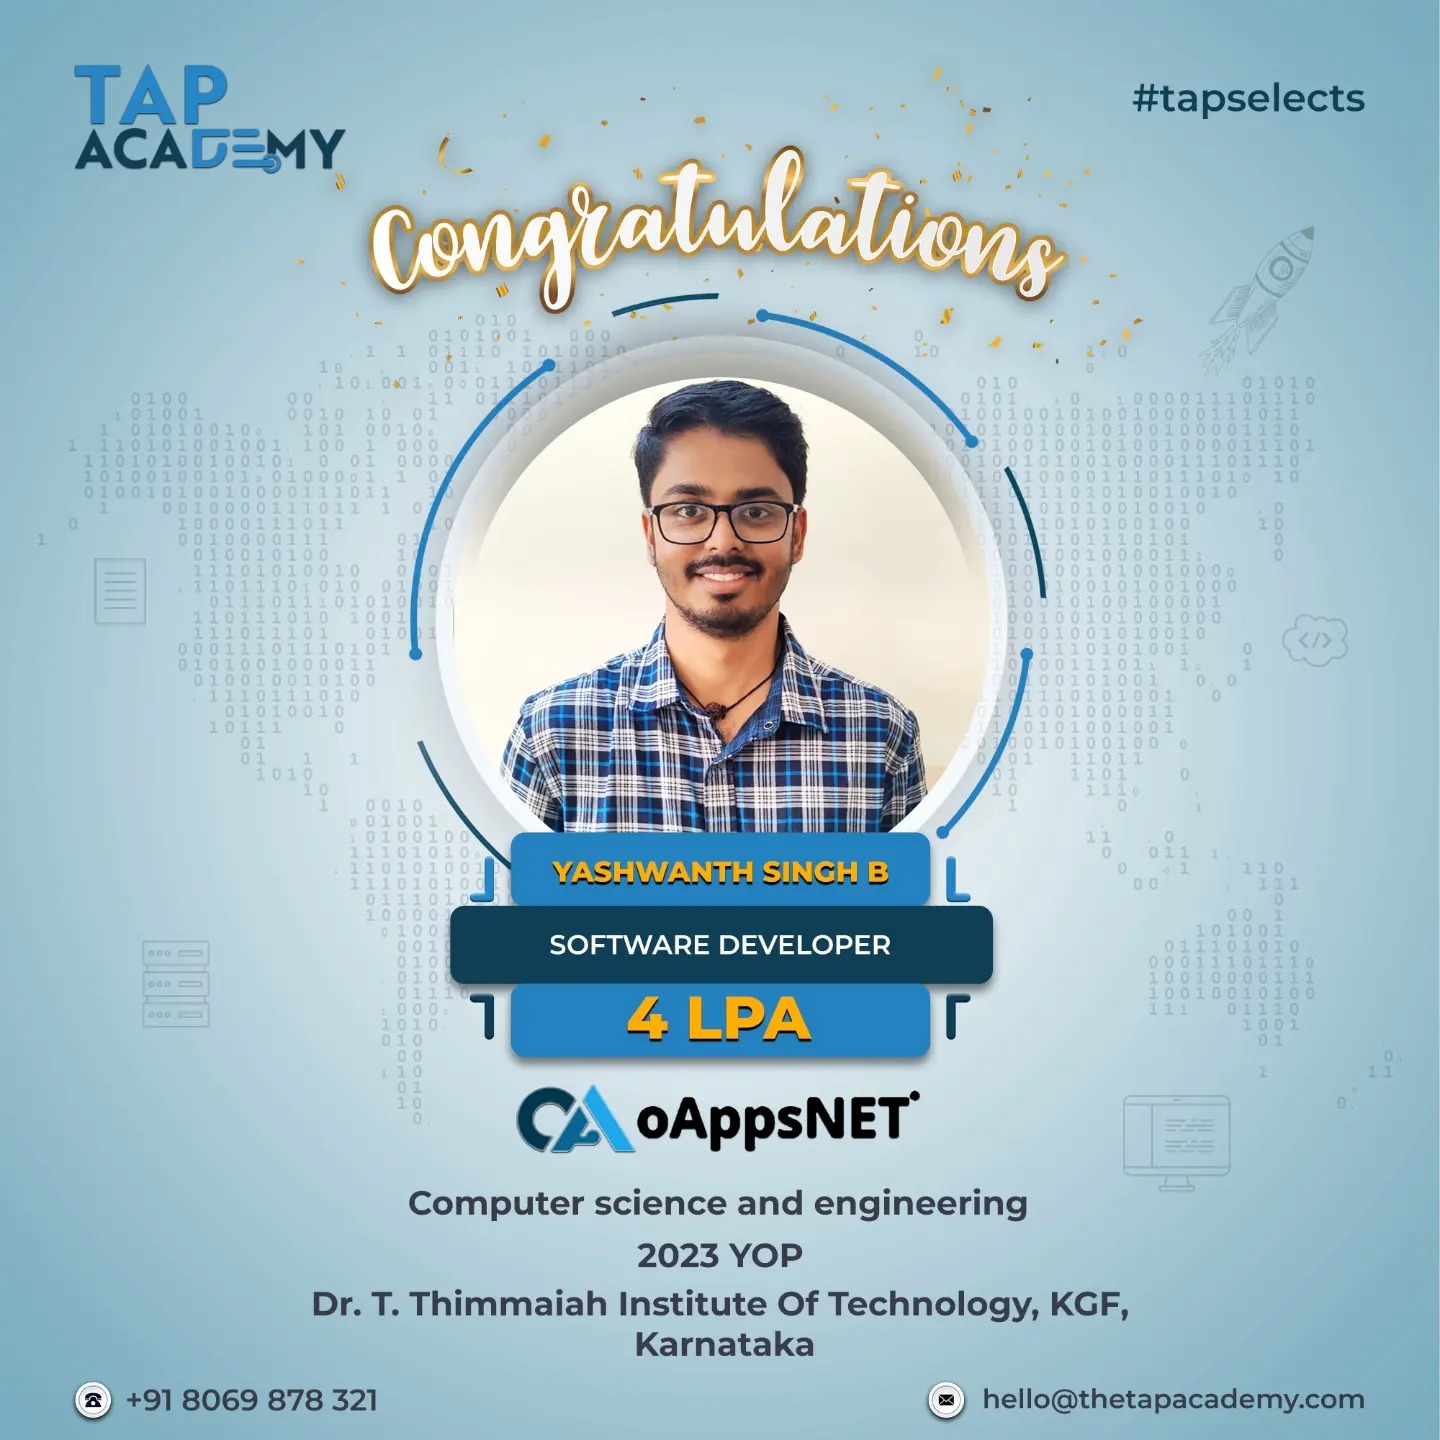 TAP
ACADEMY
#tapselects
Congratulations
YASHWANTH SINGH B
SOFTWARE DEVELOPER
4 LPA
CA oAppsNET
Computer science and engineering
2023 YOP
Dr. T. Thimmaiah Institute Of Technology, KGF,
Karnataka
+91 8069 878 321
hello@thetapacademy.com